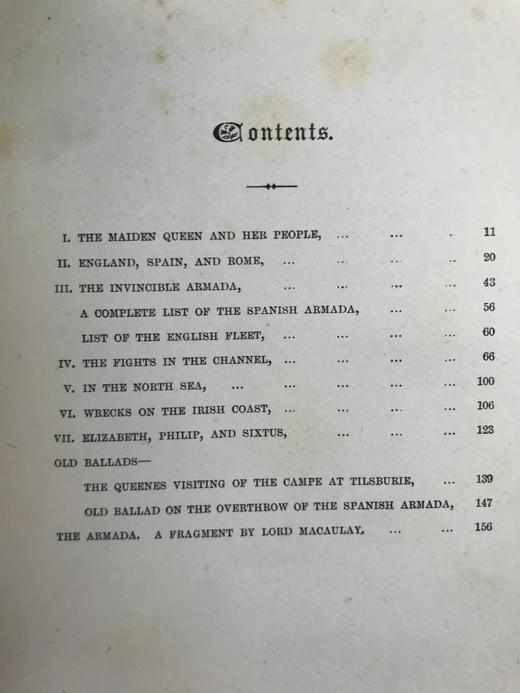 Contents.
I. THE MAIDEN QUEEN AND HER PEOPLE, ... ... .. 11
II. ENGLAND, SPAIN, AND ROME, ... ... ... ... 20
III. THE INVINCIBLE ARMADA, ... ... ... ... 43
A COMPLETE LIST OF THE SPANISH ARMADA, ... ... 56
LIST OF THE ENGLISH FLEET, ... ... ... ... 60
IV. THE FIGHTS IN THE CHANNEL, ... ... ... ... 66
V. IN THE NORTH SEA, ... ... ... ... ... 100
VI. WRECKS ON THE IRISH COAST, ... ... ... ... 106
VII. ELIZABETH, PHILIP, AND SIXTUS, ... ... ... 123
OLD BALLADS—
THE QUEENES VISITING OF THE CAMPE AT TILSBURIE, ... 139
OLD BALLAD ON THE OVERTHROW OF THE SPANISH ARMADA, 147
THE ARMADA. A FRAGMENT BY LORD MACAULAY. ... ... 156